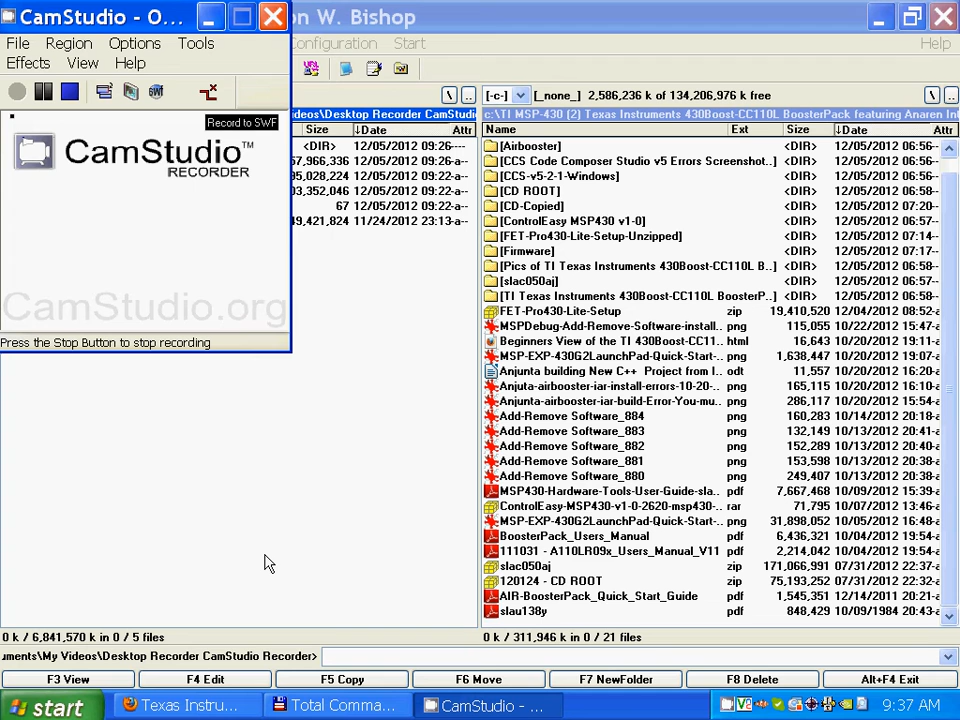 CamStudio - O...
on W. Bishop
File Region Options Tools
Effects View Help
onfiguration Start Help
Record to SWF
CamStudio™
RECORDER
CamStudio.org
Press the Stop Button to stop recording
\ ..
[-c-] [_none_] 2,586,236 k of 134,206,976 k free \ ..
ideos\Desktop Recorder CamStudi
c:\TI MSP-430 (2) Texas Instruments 430Boost-CC110L BoosterPack featuring Anaren In
Size ↓Date Attr
<DIR> 12/05/2012 09:26----
57,966,336 12/05/2012 09:26-a--
95,028,224 12/05/2012 09:22-a--
03,352,046 12/05/2012 09:22-a--
67 12/05/2012 09:22-a--
49,421,824 11/24/2012 23:13-a--
Name Ext Size ↓Date Attr
[Airbooster] <DIR> 12/05/2012 06:56--
[CCS Code Composer Studio v5 Errors Screenshot..] <DIR> 12/05/2012 06:56--
[CCS-v5-2-1-Windows] <DIR> 12/05/2012 06:56--
[CD ROOT] <DIR> 12/05/2012 06:57--
[CD-Copied] <DIR> 12/05/2012 07:20--
[ControlEasy MSP430 v1-0] <DIR> 12/05/2012 06:57--
[FET-Pro430-Lite-Setup-Unzipped] <DIR> 12/05/2012 07:14--
[Firmware] <DIR> 12/05/2012 07:17--
[Pics of TI Texas Instruments 430Boost-CC110L B..] <DIR> 12/05/2012 06:58--
[slac050aj] <DIR> 12/05/2012 06:58--
[TI Texas Instruments 430Boost-CC110L BoosterP..] <DIR> 12/05/2012 06:58--
FET-Pro430-Lite-Setup zip 19,410,520 12/04/2012 08:52-a
MSPDebug-Add-Remove-Software-install.. png 115,055 10/22/2012 15:47-a
Beginners View of the TI 430BOOST-CC110L.. html 16,643 10/20/2012 19:11-a
MSP-EXP-430G2LaunchPad-Quick-Start-.. png 1,638,447 10/20/2012 19:07-a
Anjunta building New C++ Project from I.. odt 11,557 10/20/2012 16:20-a
Anjuta-airbooster-iar-install-errors-10-20-.. png 165,110 10/20/2012 16:10-a
Anjunta-airbooster-iar-build-Error-You-mu.. png 286,117 10/20/2012 15:54-a
Add-Remove Software_884 png 160,283 10/14/2012 20:18-a
Add-Remove Software_883 png 132,149 10/13/2012 20:41-a
Add-Remove Software_882 png 152,289 10/13/2012 20:40-a
Add-Remove Software_881 png 153,598 10/13/2012 20:38-a
Add-Remove Software_880 png 249,407 10/13/2012 20:38-a
MSP430-Hardware-Tools-User-Guide-sla.. pdf 7,667,468 10/09/2012 15:39-a
ControlEasy-MSP430-v1-0-2620-msp430-.. rar 71,795 10/07/2012 13:46-a
MSP-EXP-430G2LaunchPad-Quick-Start-.. png 31,898,052 10/05/2012 16:48-a
BoosterPack_Users_Manual pdf 6,436,321 10/04/2012 19:54-a
111031 - A110LR09x_Users_Manual_V11 pdf 2,214,042 10/04/2012 19:54-a
slac050aj zip 171,066,991 07/31/2012 22:37-a
120124 - CD ROOT zip 75,193,252 07/31/2012 22:32-a
AIR-BoosterPack_Quick_Start_Guide pdf 1,545,351 12/14/2011 20:21-a
slau138y pdf 848,429 10/09/1984 20:43-a
0 k / 6,841,570 k in 0 / 5 files
0 k / 311,946 k in 0 / 21 files
uments\My Videos\Desktop Recorder CamStudio Recorder>
F3 View F4 Edit F5 Copy F6 Move F7 NewFolder F8 Delete Alt+F4 Exit
start Texas Instru... Total Comma... CamStudio - ... 9:37 AM